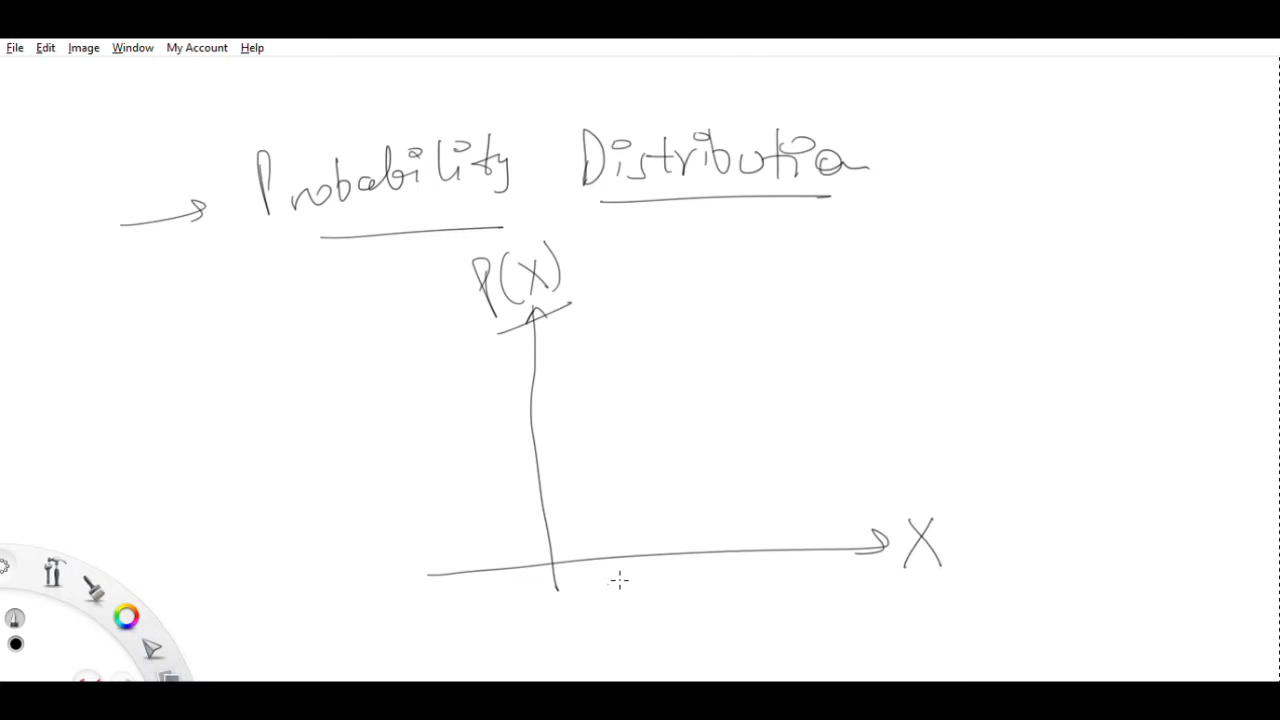 File Edit Image Window My Account Help
Probability Distribution
P(X)
X